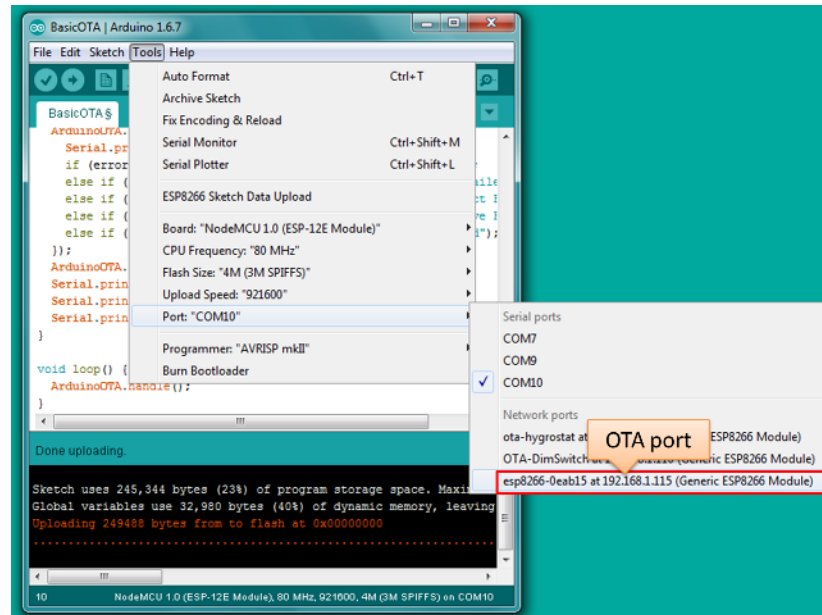 BasicOTA | Arduino 1.6.7
File Edit Sketch Tools Help
BasicOTA §
Auto Format Ctrl+T
Archive Sketch
Fix Encoding & Reload
Serial Monitor Ctrl+Shift+M
Serial Plotter Ctrl+Shift+L
ESP8266 Sketch Data Upload
Board: "NodeMCU 1.0 (ESP-12E Module)"
CPU Frequency: "80 MHz"
Flash Size: "4M (3M SPIFFS)"
Upload Speed: "921600"
Port: "COM10"
Programmer: "AVRISP mkII"
Burn Bootloader
ArduinoOTA.
Serial.pr
if (error
else if (
else if (
else if (
else if (
});
ArduinoOTA.
Serial.prin
Serial.prin
Serial.prin
}
void loop() {
ArduinoOTA.handle();
}
Serial ports
COM7
COM9
COM10
Network ports
ota-hygrostat at ESP8266 Module)
OTA-DimSwitch (Generic ESP8266 Module)
esp8266-0eab15 at 192.168.1.115 (Generic ESP8266 Module)
OTA port
Done uploading.
Sketch uses 245,344 bytes (23%) of program storage space. Maxi
Global variables use 32,980 bytes (40%) of dynamic memory, leaving
Uploading 249488 bytes from to flash at 0x00000000
10 NodeMCU 1.0 (ESP-12E Module), 80 MHz, 921600, 4M (3M SPIFFS) on COM10